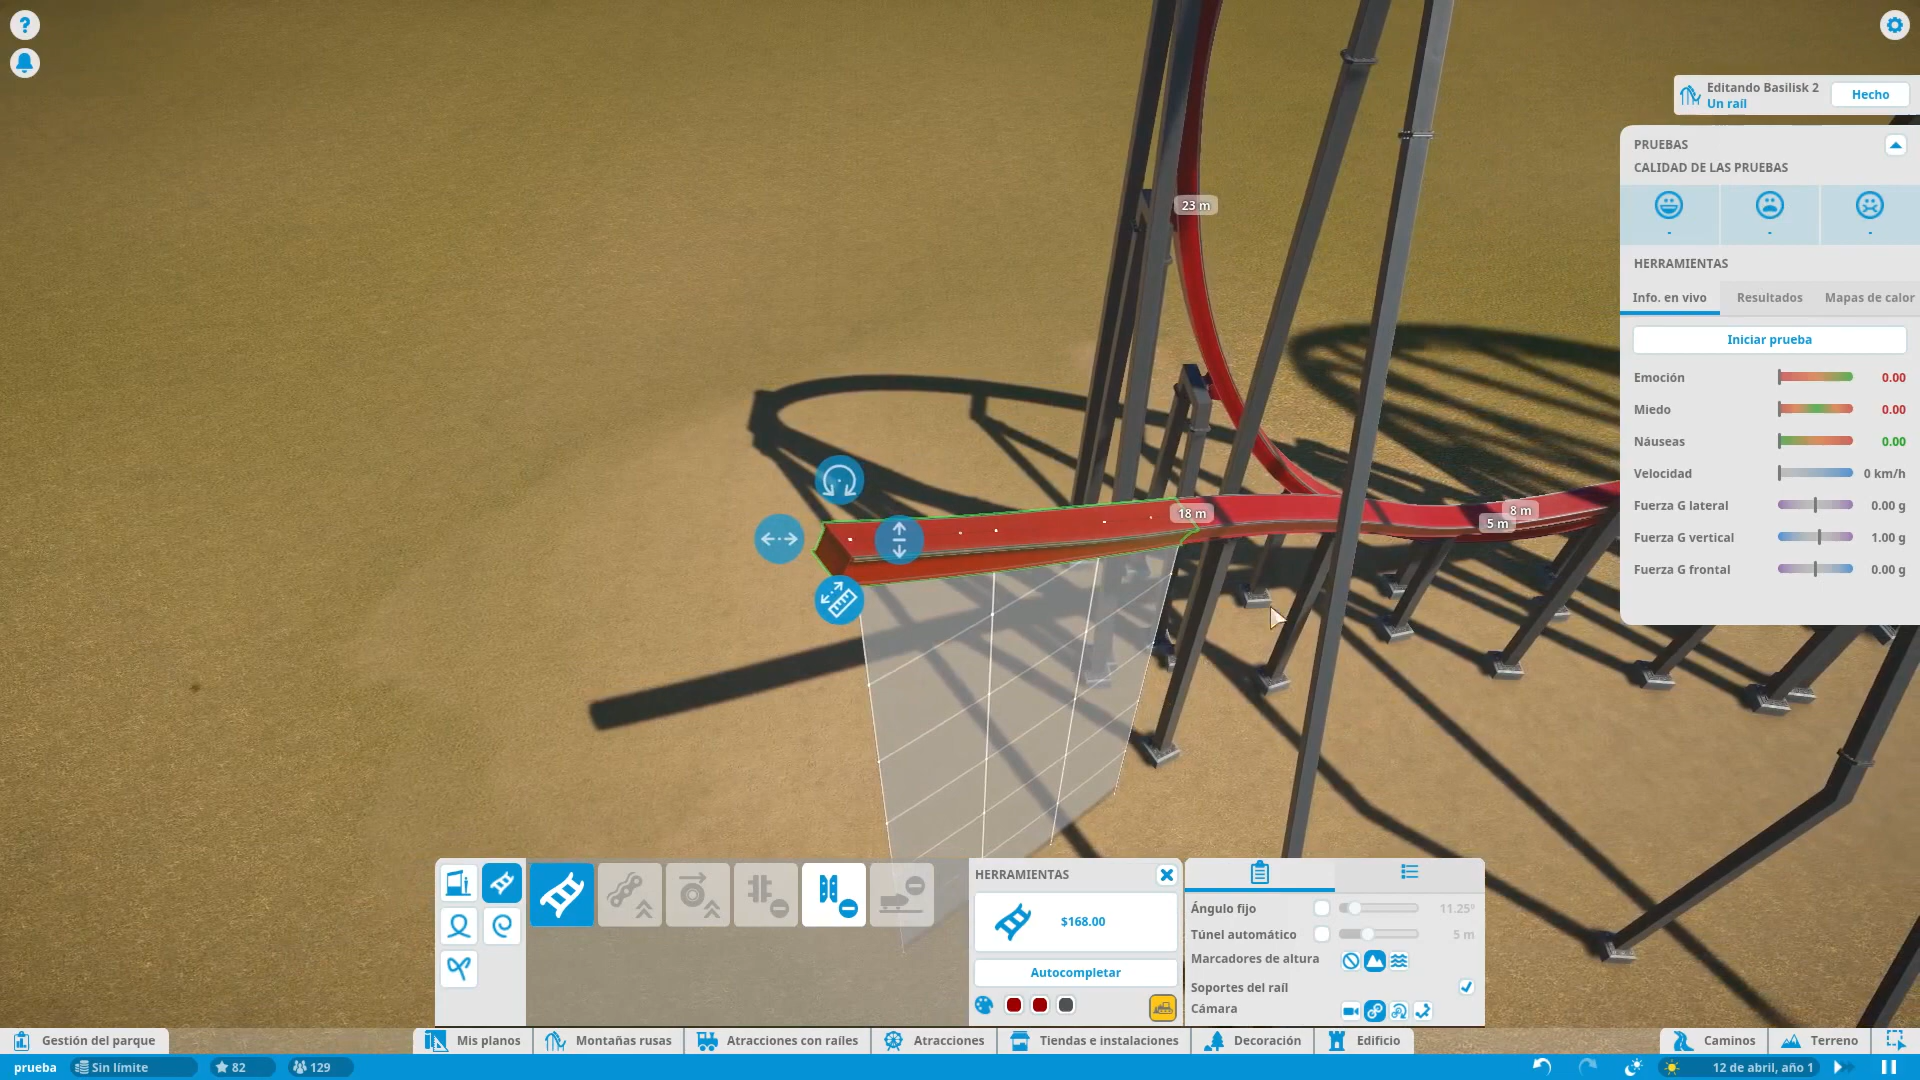 ?
Editando Basilisk 2
Un raíl
Hecho
PRUEBAS
CALIDAD DE LAS PRUEBAS
- - -
HERRAMIENTAS
Info. en vivo Resultados Mapas de calor
Iniciar prueba
Emoción 0.00
Miedo 0.00
Náuseas 0.00
Velocidad 0 km/h
Fuerza G lateral 0.00 g
Fuerza G vertical 1.00 g
Fuerza G frontal 0.00 g
23 m
18 m
8 m
5 m
HERRAMIENTAS
$168.00
Autocompletar
Ángulo fijo 11.25°
Túnel automático 5 m
Marcadores de altura
Soportes del raíl
Cámara
Gestión del parque
Mis planos Montañas rusas Atracciones con raíles Atracciones Tiendas e instalaciones Decoración Edificio
Caminos Terreno
prueba Sin límite 82 129
12 de abril, año 1